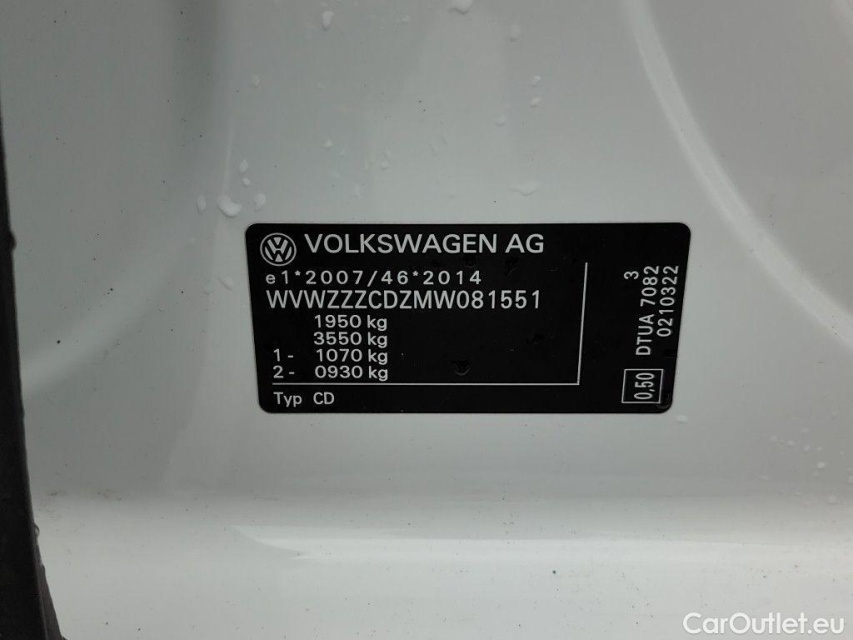 VOLKSWAGEN AG
e1*2007/46*2014
WVWZZZCDZMW081551
1950 kg
3550 kg
1 - 1070 kg
2 - 0930 kg
Typ CD
3
DTUA 7082
0210322
0,50
CarOutlet.eu